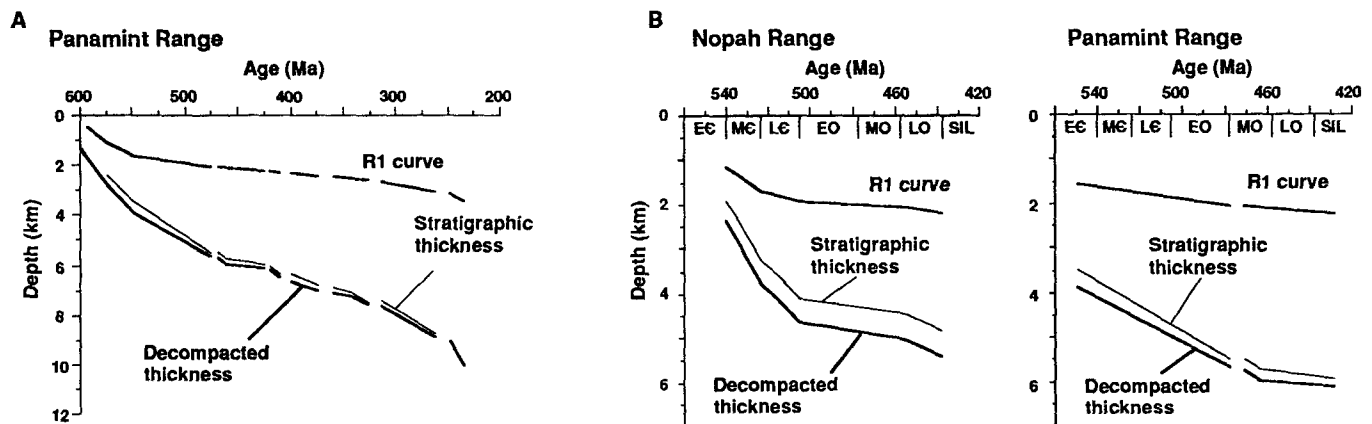 A
Panamint Range
Age (Ma)
600 500 400 300 200
0
2
4
6
8
10
12
Depth (km)
R1 curve
Stratigraphic
thickness
Decompacted
thickness
B
Nopah Range
Age (Ma)
540 500 460 420
0
2
4
6
Depth (km)
EЄ MЄ LЄ EO MO LO SIL
R1 curve
Stratigraphic
thickness
Decompacted
thickness
Panamint Range
Age (Ma)
540 500 460 420
0
2
4
6
EЄ MЄ LЄ EO MO LO SIL
R1 curve
Stratigraphic
thickness
Decompacted
thickness